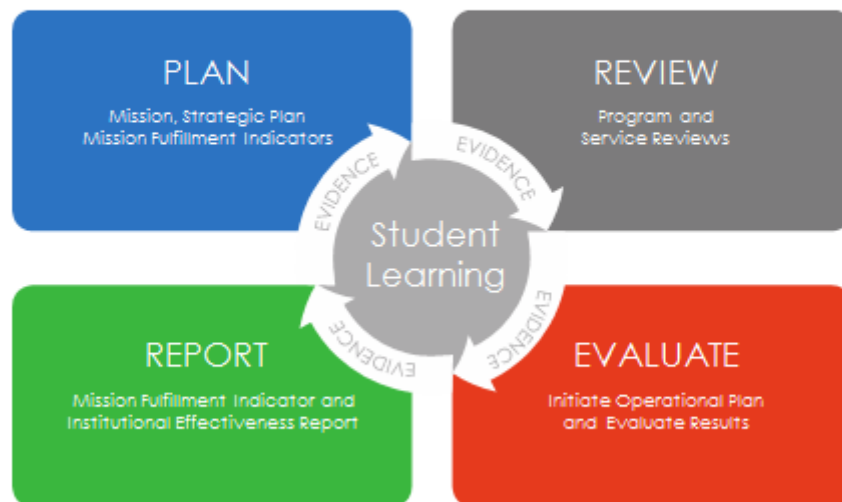 PLAN
Mission, Strategic Plan
Mission Fulfillment Indicators
REVIEW
Program and
Service Reviews
EVIDENCE
EVIDENCE
Student
Learning
EVIDENCE
EVIDENCE
REPORT
Mission Fulfillment Indicator and
Institutional Effectiveness Report
EVALUATE
Initiate Operational Plan
and Evaluate Results